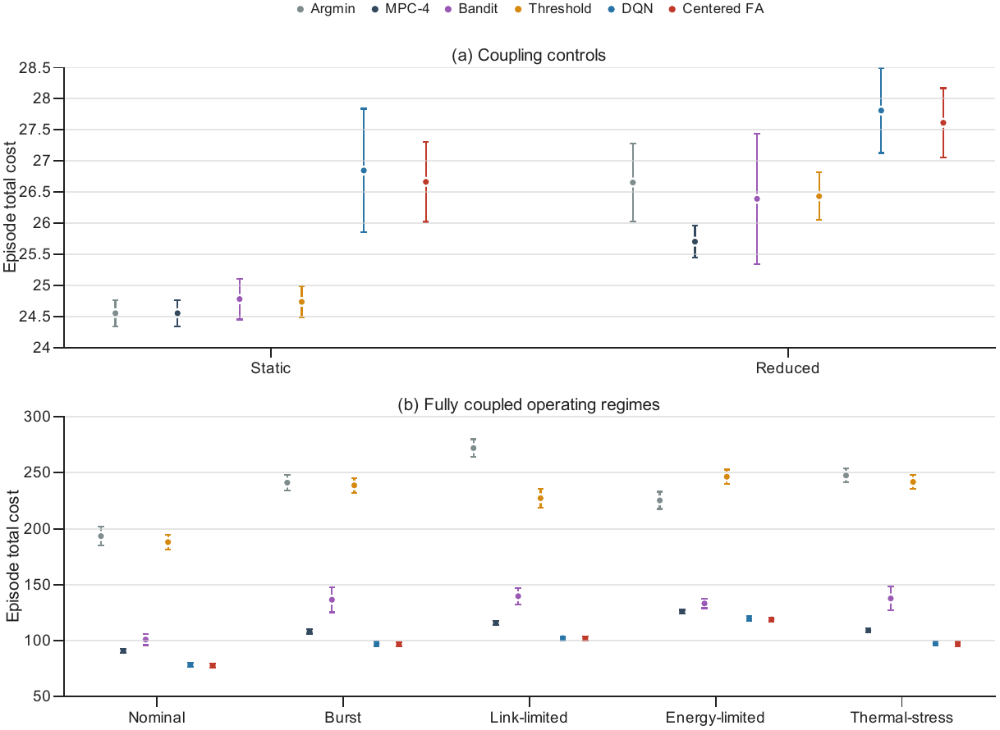 Argmin MPC-4 Bandit Threshold DQN Centered FA
(a) Coupling controls
Episode total cost
28.5
28
27.5
27
26.5
26
25.5
25
24.5
24
Static Reduced
(b) Fully coupled operating regimes
Episode total cost
300
250
200
150
100
50
Nominal Burst Link-limited Energy-limited Thermal-stress